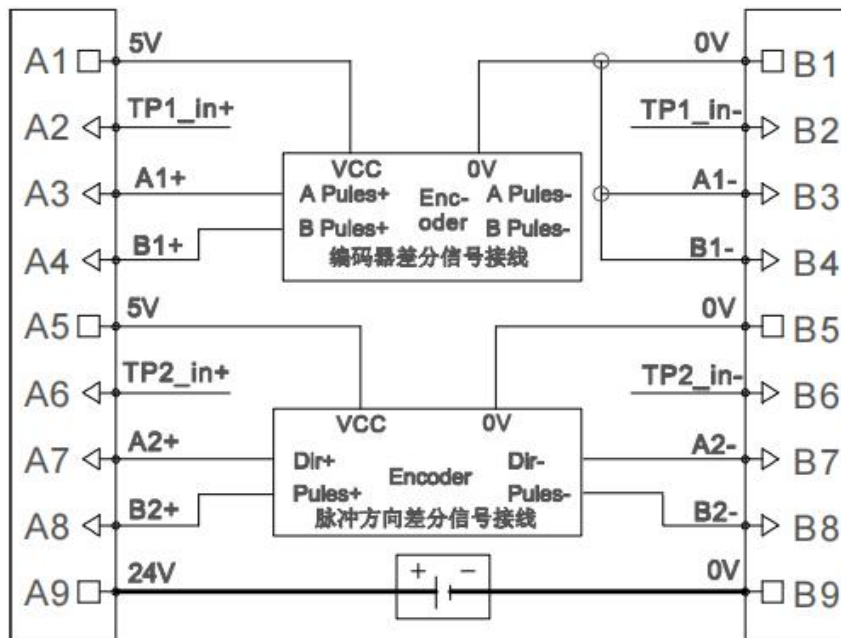 A1 5V 0V B1
A2 TP1_in+ TP1_in- B2
VCC 0V
A3 A1+ A Pules+ Enc- A Pules- A1- B3
oder
A4 B1+ B Pules+ B Pules- B1- B4
编码器差分信号接线
A5 5V 0V B5
A6 TP2_in+ TP2_in- B6
VCC 0V
A7 A2+ Dir+ Encoder Dir- A2- B7
A8 B2+ Pules+ Pules- B2- B8
脉冲方向差分信号接线
A9 24V + - 0V B9